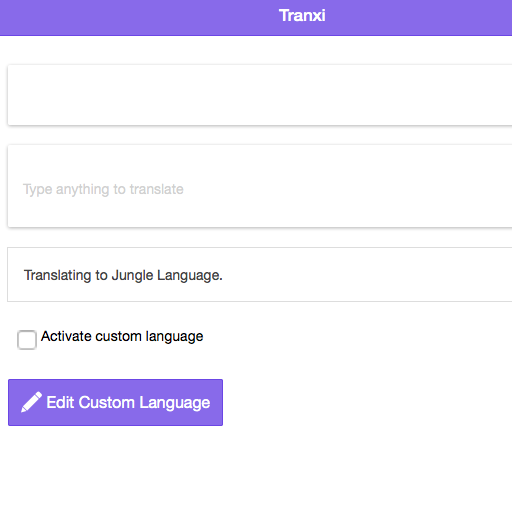 Tranxi
Type anything to translate
Translating to Jungle Language.
Activate custom language
Edit Custom Language